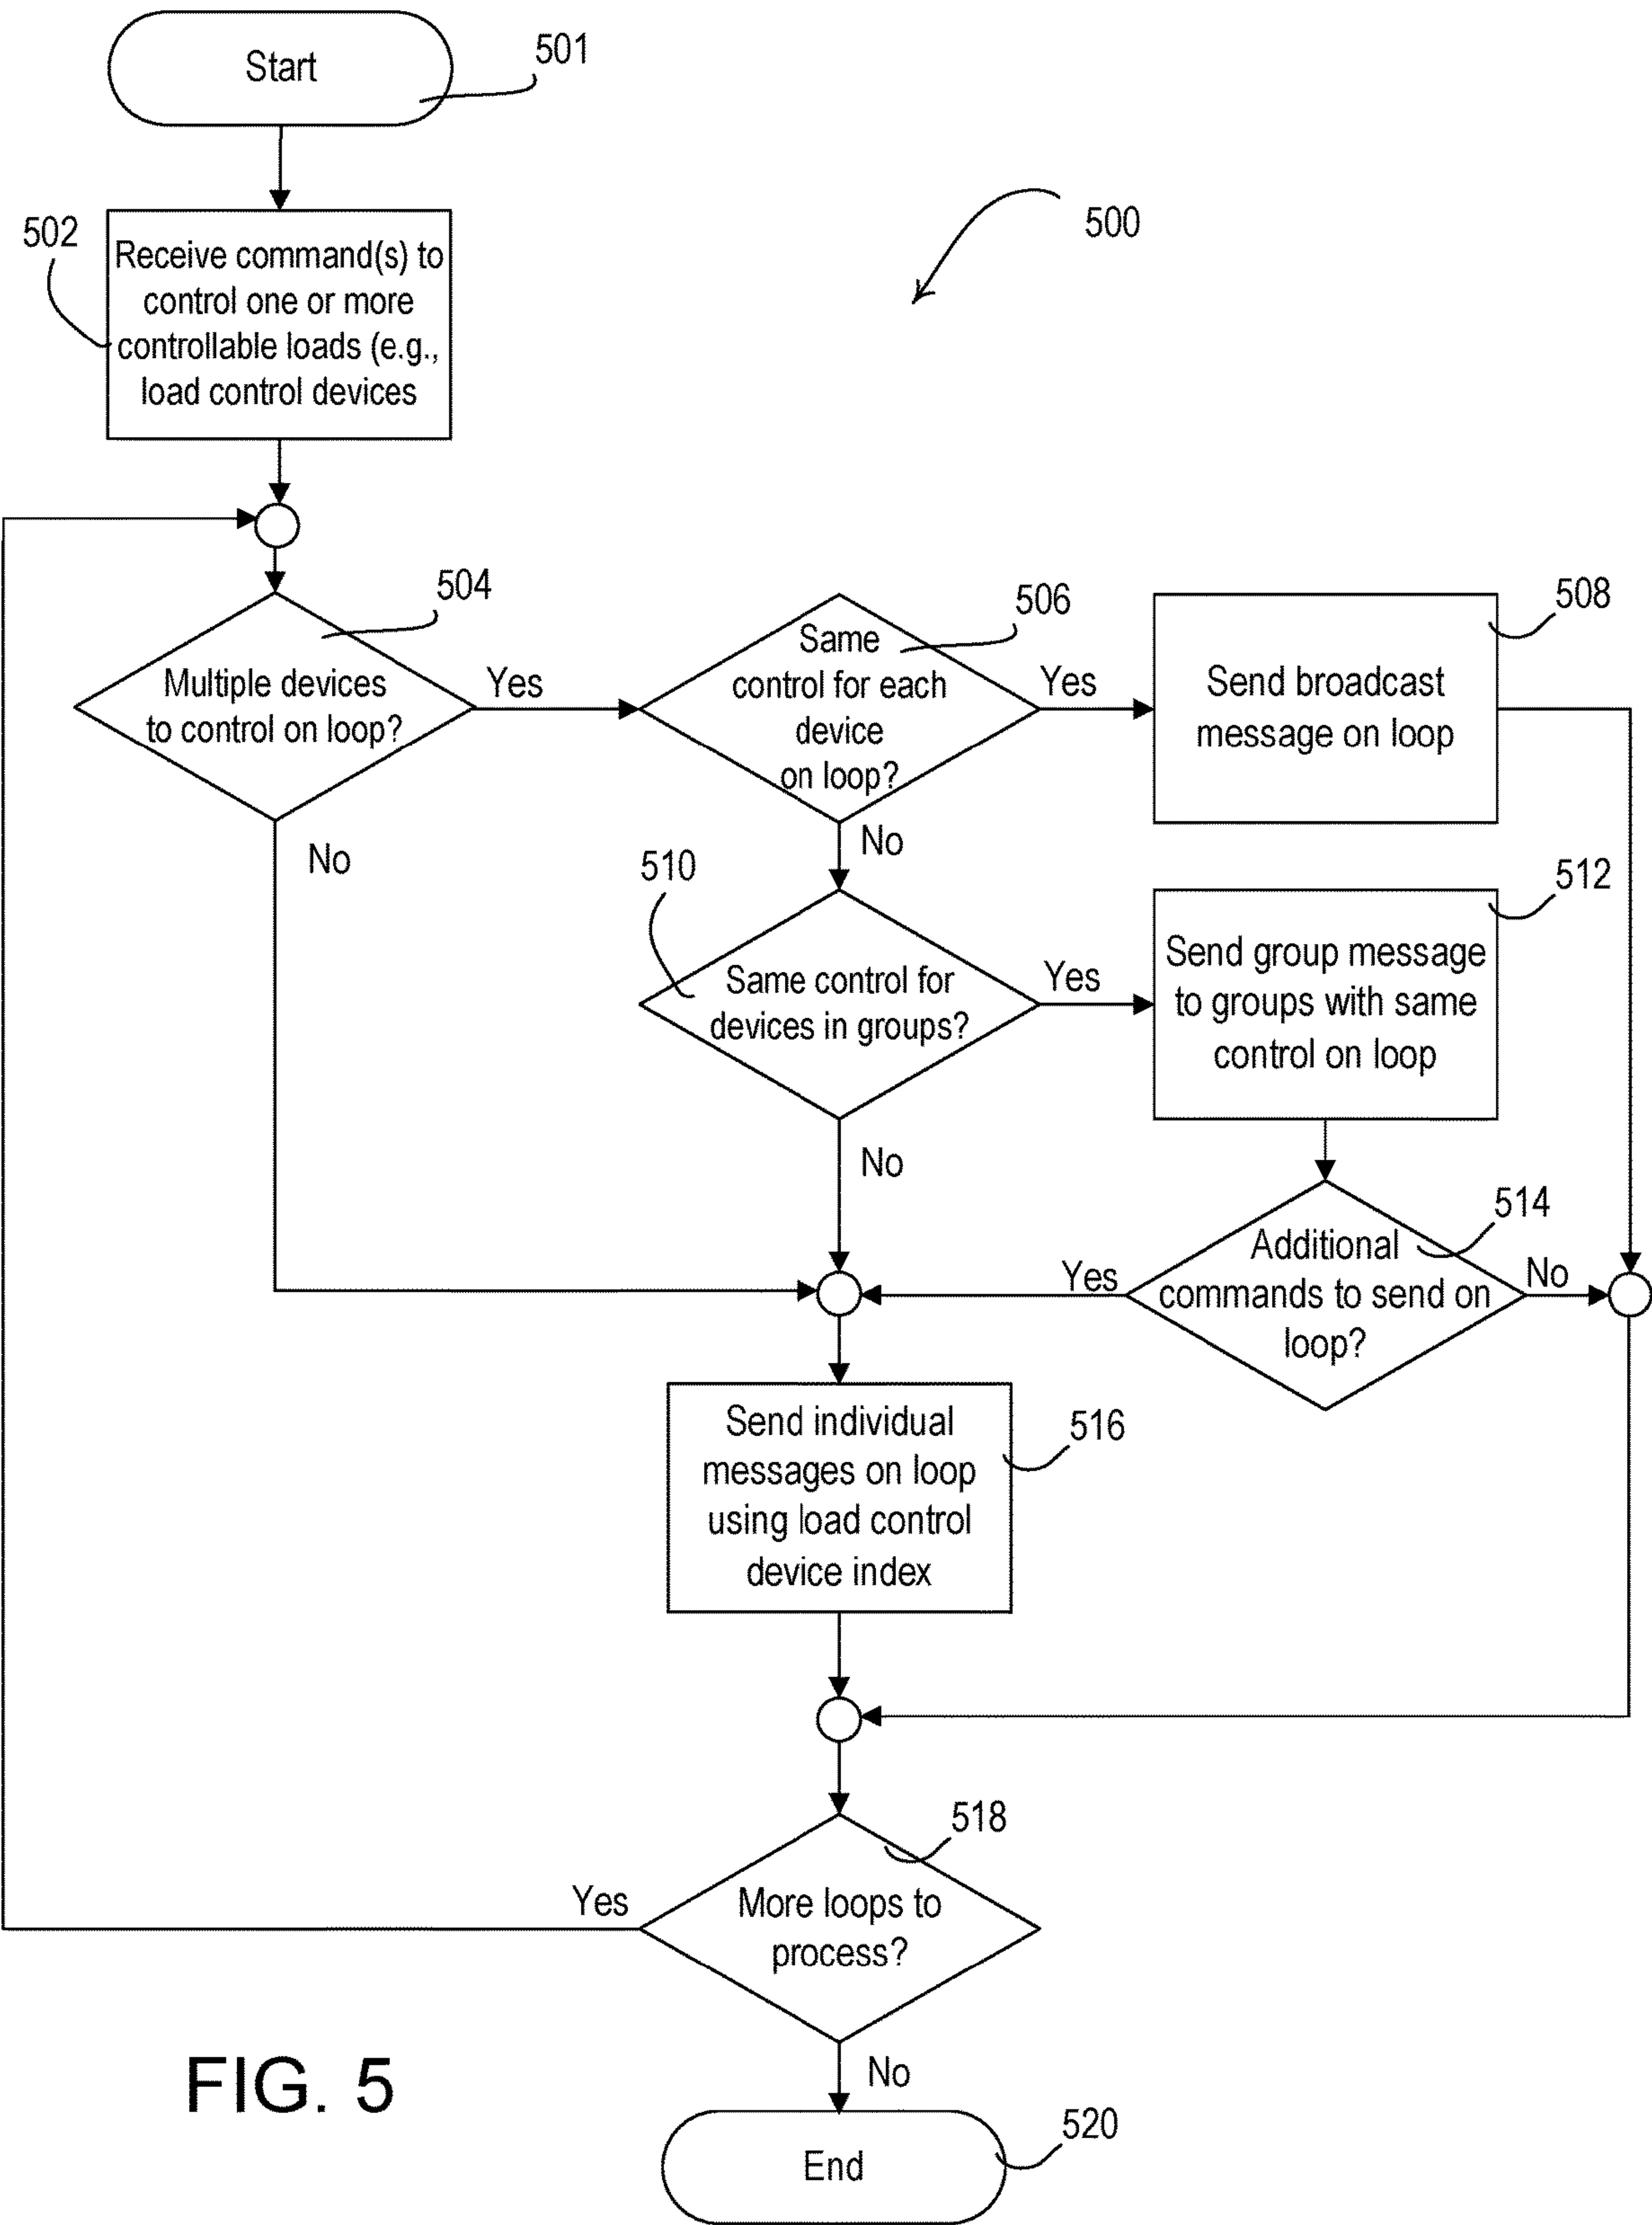 Start
501
500
502
Receive command(s) to
control one or more
controllable loads (e.g.,
load control devices
504
Multiple devices
to control on loop?
Yes
No
506
Same
control for each
device
on loop?
Yes
No
508
Send broadcast
message on loop
510
Same control for
devices in groups?
Yes
No
512
Send group message
to groups with same
control on loop
514
Additional
commands to send on
loop?
Yes
No
516
Send individual
messages on loop
using load control
device index
518
More loops to
process?
Yes
No
520
End
FIG. 5